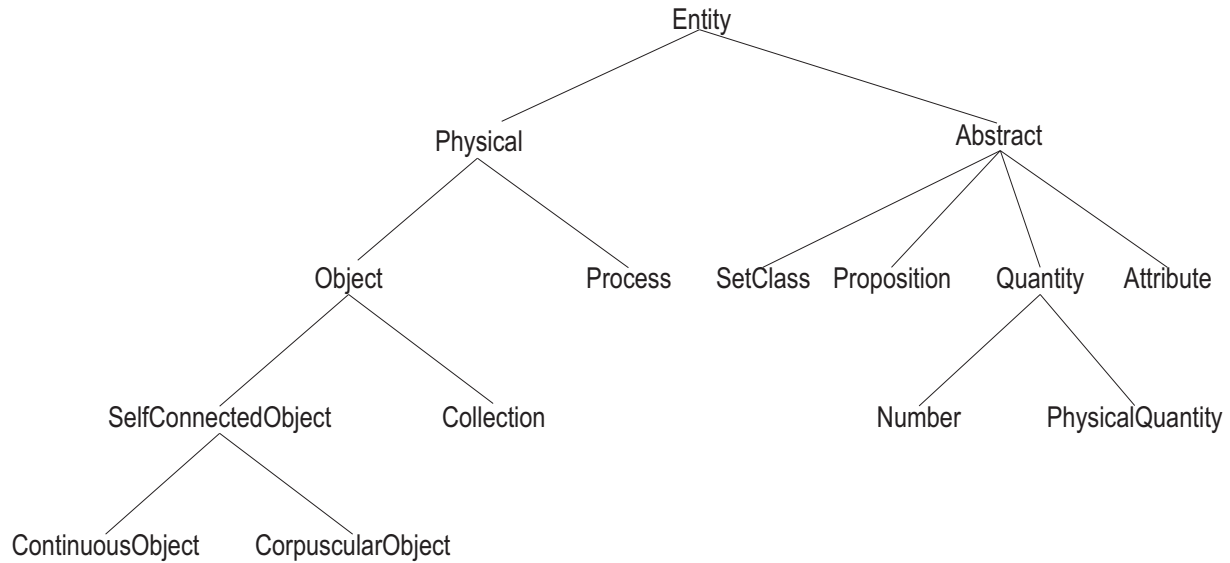 Entity
Physical Abstract
Object Process SetClass Proposition Quantity Attribute
SelfConnectedObject Collection Number PhysicalQuantity
ContinuousObject CorpuscularObject